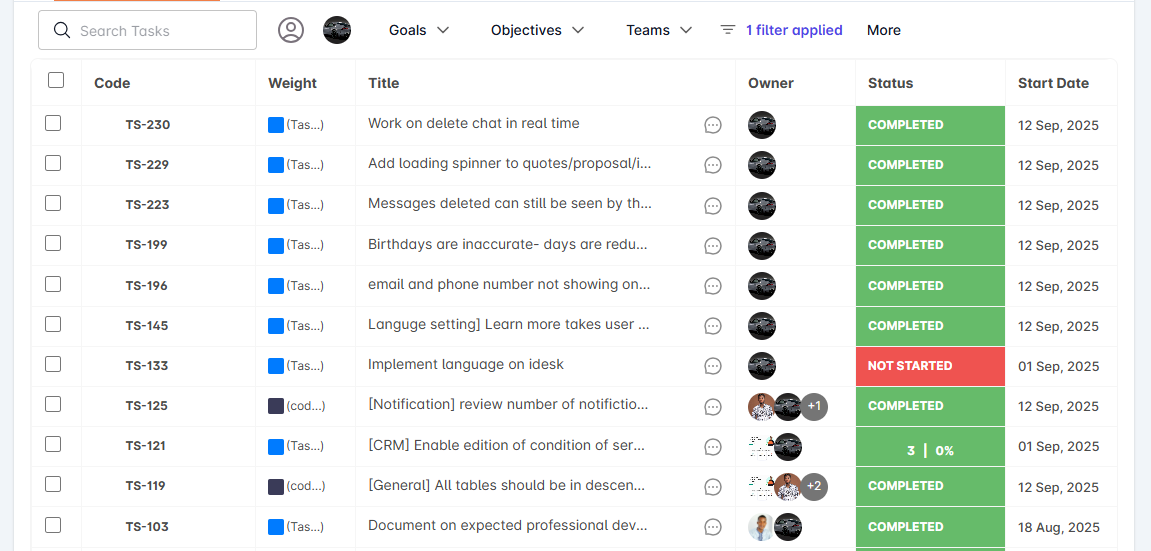 Search Tasks Goals Objectives Teams 1 filter applied More
Code Weight Title Owner Status Start Date
TS-230 (Tas...) Work on delete chat in real time COMPLETED 12 Sep, 2025
TS-229 (Tas...) Add loading spinner to quotes/proposal/i... COMPLETED 12 Sep, 2025
TS-223 (Tas...) Messages deleted can still be seen by th... COMPLETED 12 Sep, 2025
TS-199 (Tas...) Birthdays are inaccurate- days are redu... COMPLETED 12 Sep, 2025
TS-196 (Tas...) email and phone number not showing on... COMPLETED 12 Sep, 2025
TS-145 (Tas...) Languge setting] Learn more takes user ... COMPLETED 12 Sep, 2025
TS-133 (Tas...) Implement language on idesk NOT STARTED 01 Sep, 2025
TS-125 (cod...) [Notification] review number of notifictio... +1 COMPLETED 12 Sep, 2025
TS-121 (Tas...) [CRM] Enable edition of condition of ser... 3 | 0% 01 Sep, 2025
TS-119 (cod...) [General] All tables should be in descen... +2 COMPLETED 12 Sep, 2025
TS-103 (Tas...) Document on expected professional dev... COMPLETED 18 Aug, 2025